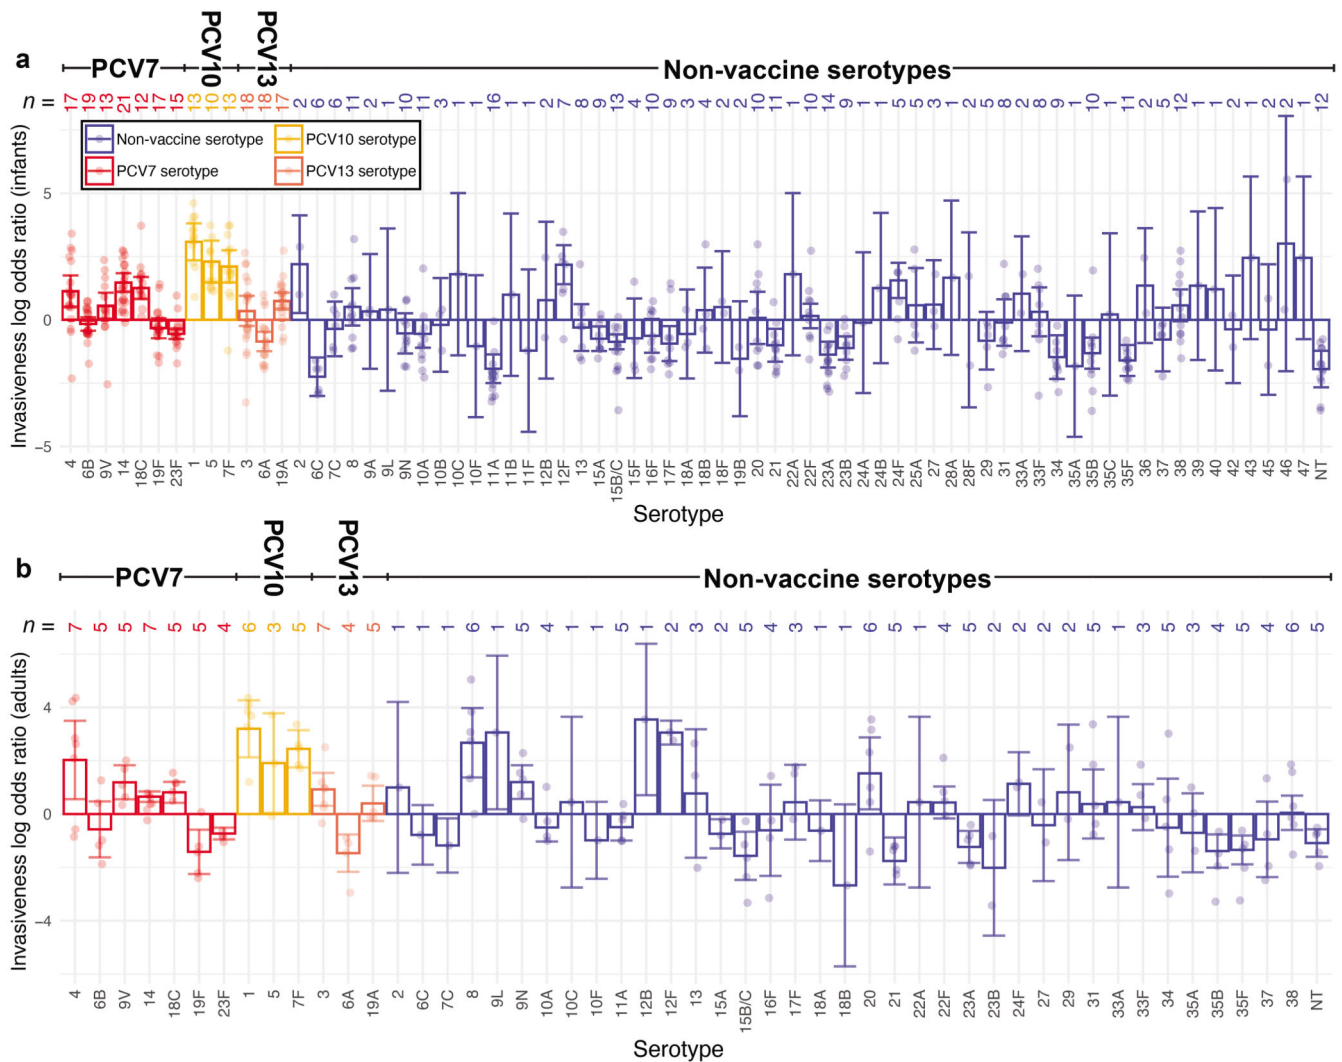 a
PCV7
PCV10
PCV13
Non-vaccine serotypes
n = 17 19 13 21 12 17 15 13 10 13 18 18 17 2 6 6 11 2 1 10 11 3 1 1 16 1 1 2 7 8 9 13 4 10 9 3 4 2 2 10 11 1 10 14 9 1 4 5 5 3 1 2 5 8 2 8 9 1 10 1 11 2 5 12 1 1 2 1 2 2 1 12
Non-vaccine serotype
PCV10 serotype
PCV7 serotype
PCV13 serotype
Invasiveness log odds ratio (infants)
5
0
−5
4 6B 9V 14 18C 19F 23F 1 5 7F 3 6A 19A 2 6C 7C 8 9A 9L 9N 10A 10B 10C 10F 11A 11B 11F 12B 12F 13 15A 15B/C 15F 16F 17F 18A 18B 18F 19B 20 21 22A 22F 23A 23B 24A 24B 24F 25A 27 28A 28F 29 31 33A 33F 34 35A 35B 35C 35F 36 37 38 39 40 42 43 45 46 47 NT
Serotype
b
PCV7
PCV10
PCV13
Non-vaccine serotypes
n = 7 5 5 7 5 5 4 6 3 5 7 4 5 1 1 1 6 1 5 4 1 1 5 1 2 3 2 5 4 3 1 1 6 5 1 4 5 2 2 2 2 5 1 3 5 3 4 5 4 6 5
Invasiveness log odds ratio (adults)
4
0
−4
4 6B 9V 14 18C 19F 23F 1 5 7F 3 6A 19A 2 6C 7C 8 9L 9N 10A 10C 10F 11A 12B 12F 13 15A 15B/C 16F 17F 18A 18B 20 21 22A 22F 23A 23B 24F 27 29 31 33A 33F 34 35A 35B 35F 37 38 NT
Serotype